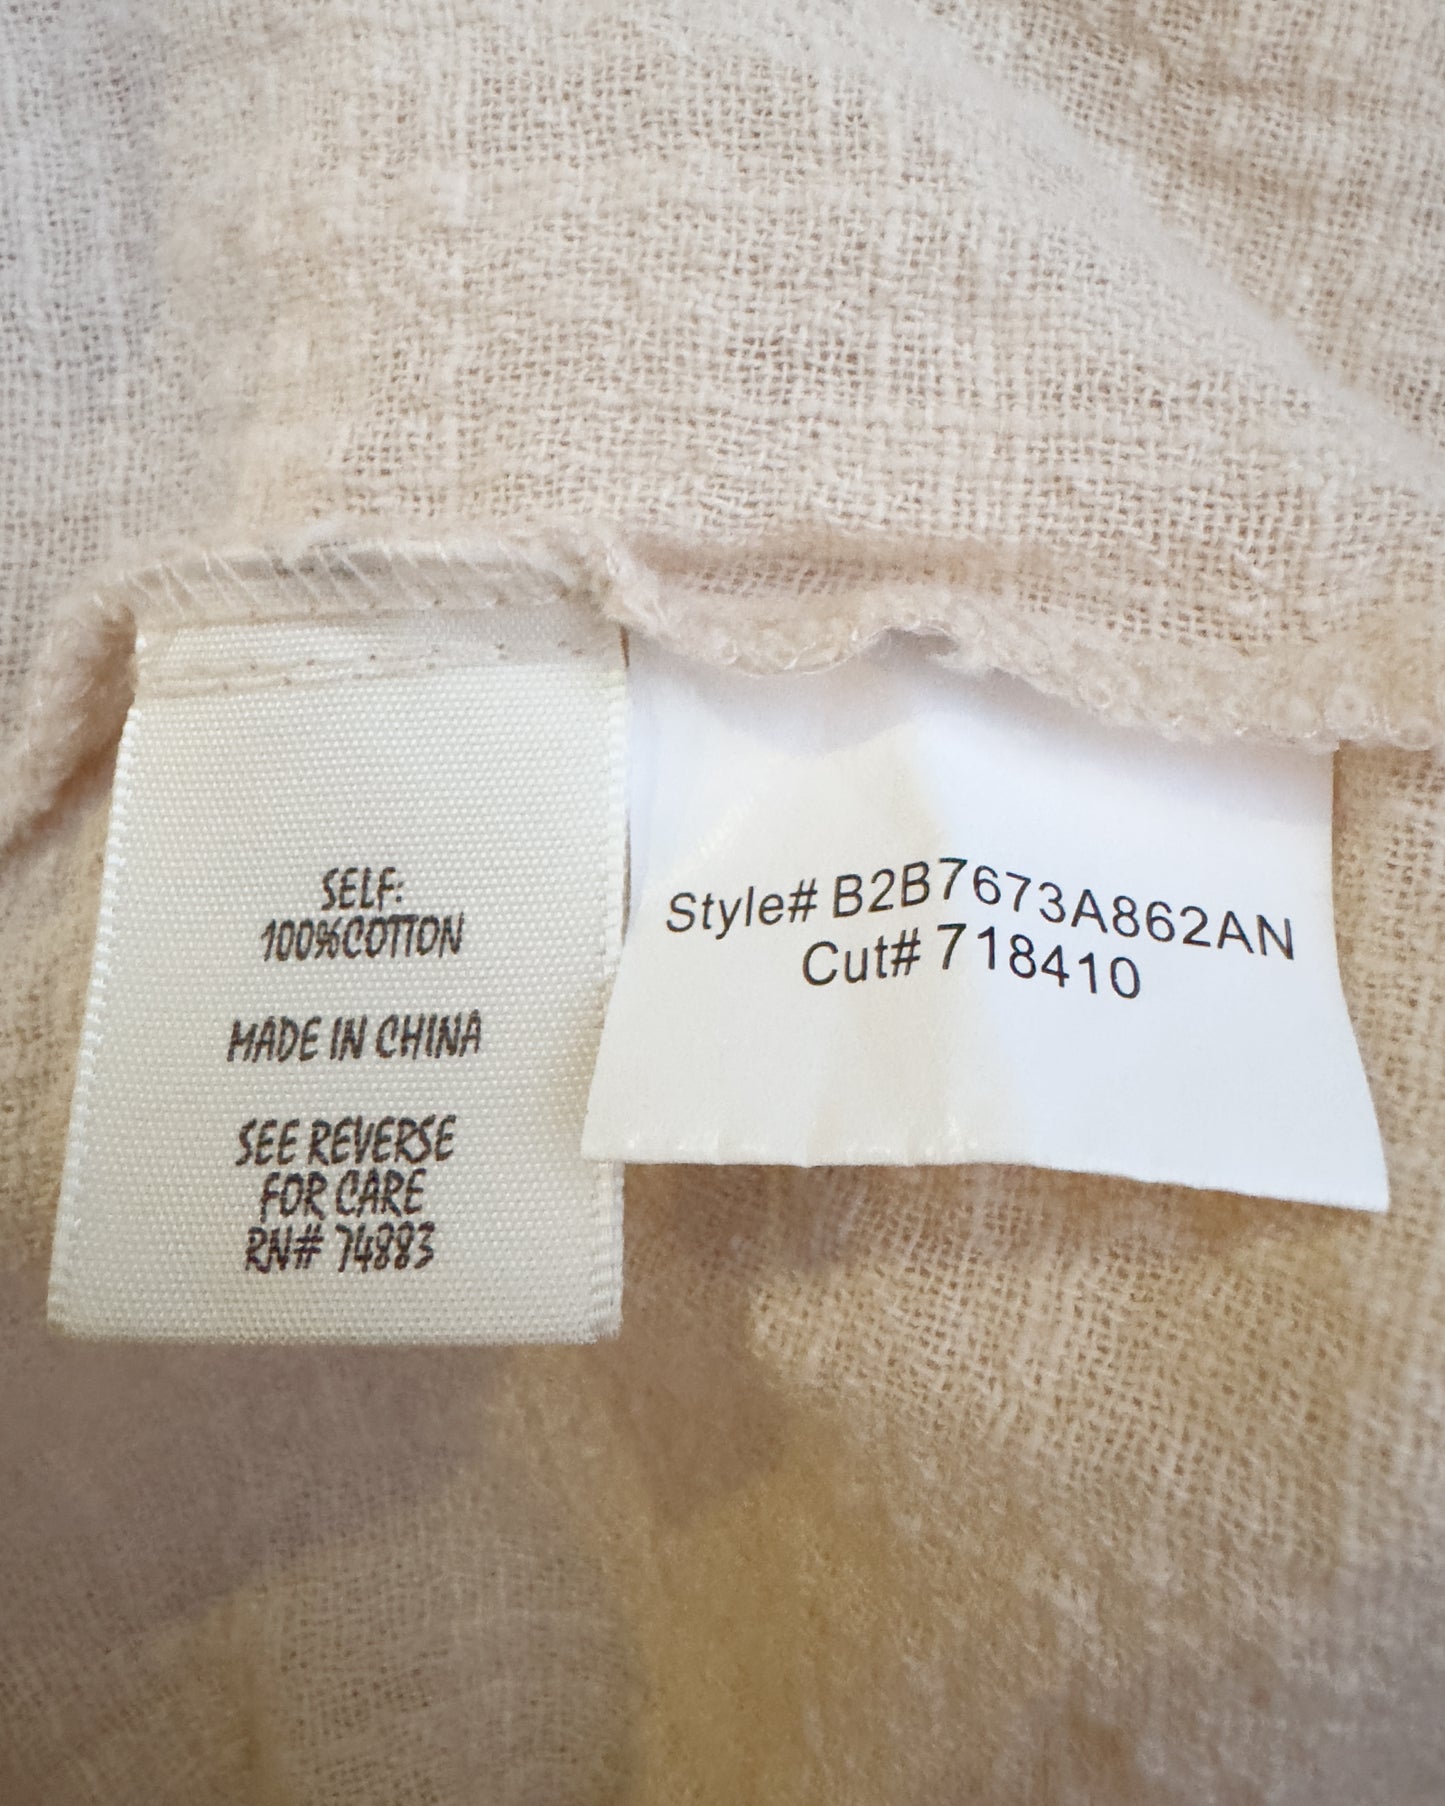 SELF:
100%COTTON
MADE IN CHINA
SEE REVERSE
FOR CARE
RN# 74883
Style# B2B7673A862AN
Cut# 718410